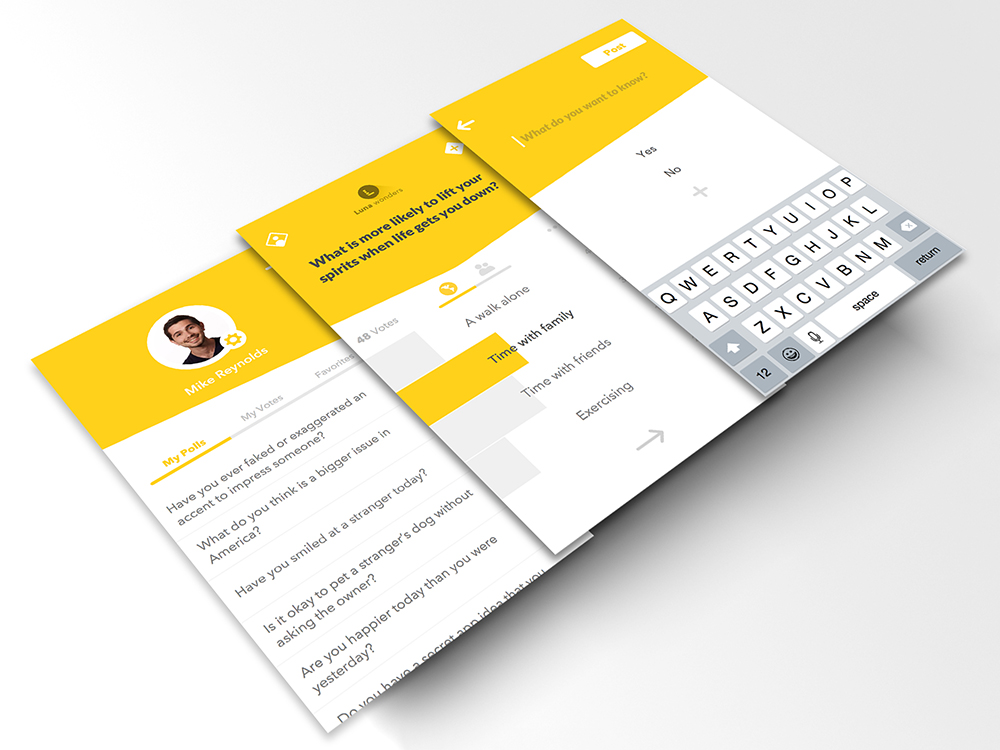 Mike Reynolds
My Polls
My Votes
Favorites
Have you ever faked or exaggerated an
accent to impress someone?
What do you think is a bigger issue in
America?
Have you smiled at a stranger today?
Is it okay to pet a stranger's dog without
asking the owner?
Are you happier today than you were
yesterday?
Do you have a secret app idea that you
L
Luna wonders
What is more likely to lift your
spirits when life gets you down?
48 Votes
A walk alone
Time with family
Time with friends
Exercising
Post
What do you want to know?
Yes
No
Q W E R T Y U I O P
A S D F G H J K L
Z X C V B N M
12
space
return